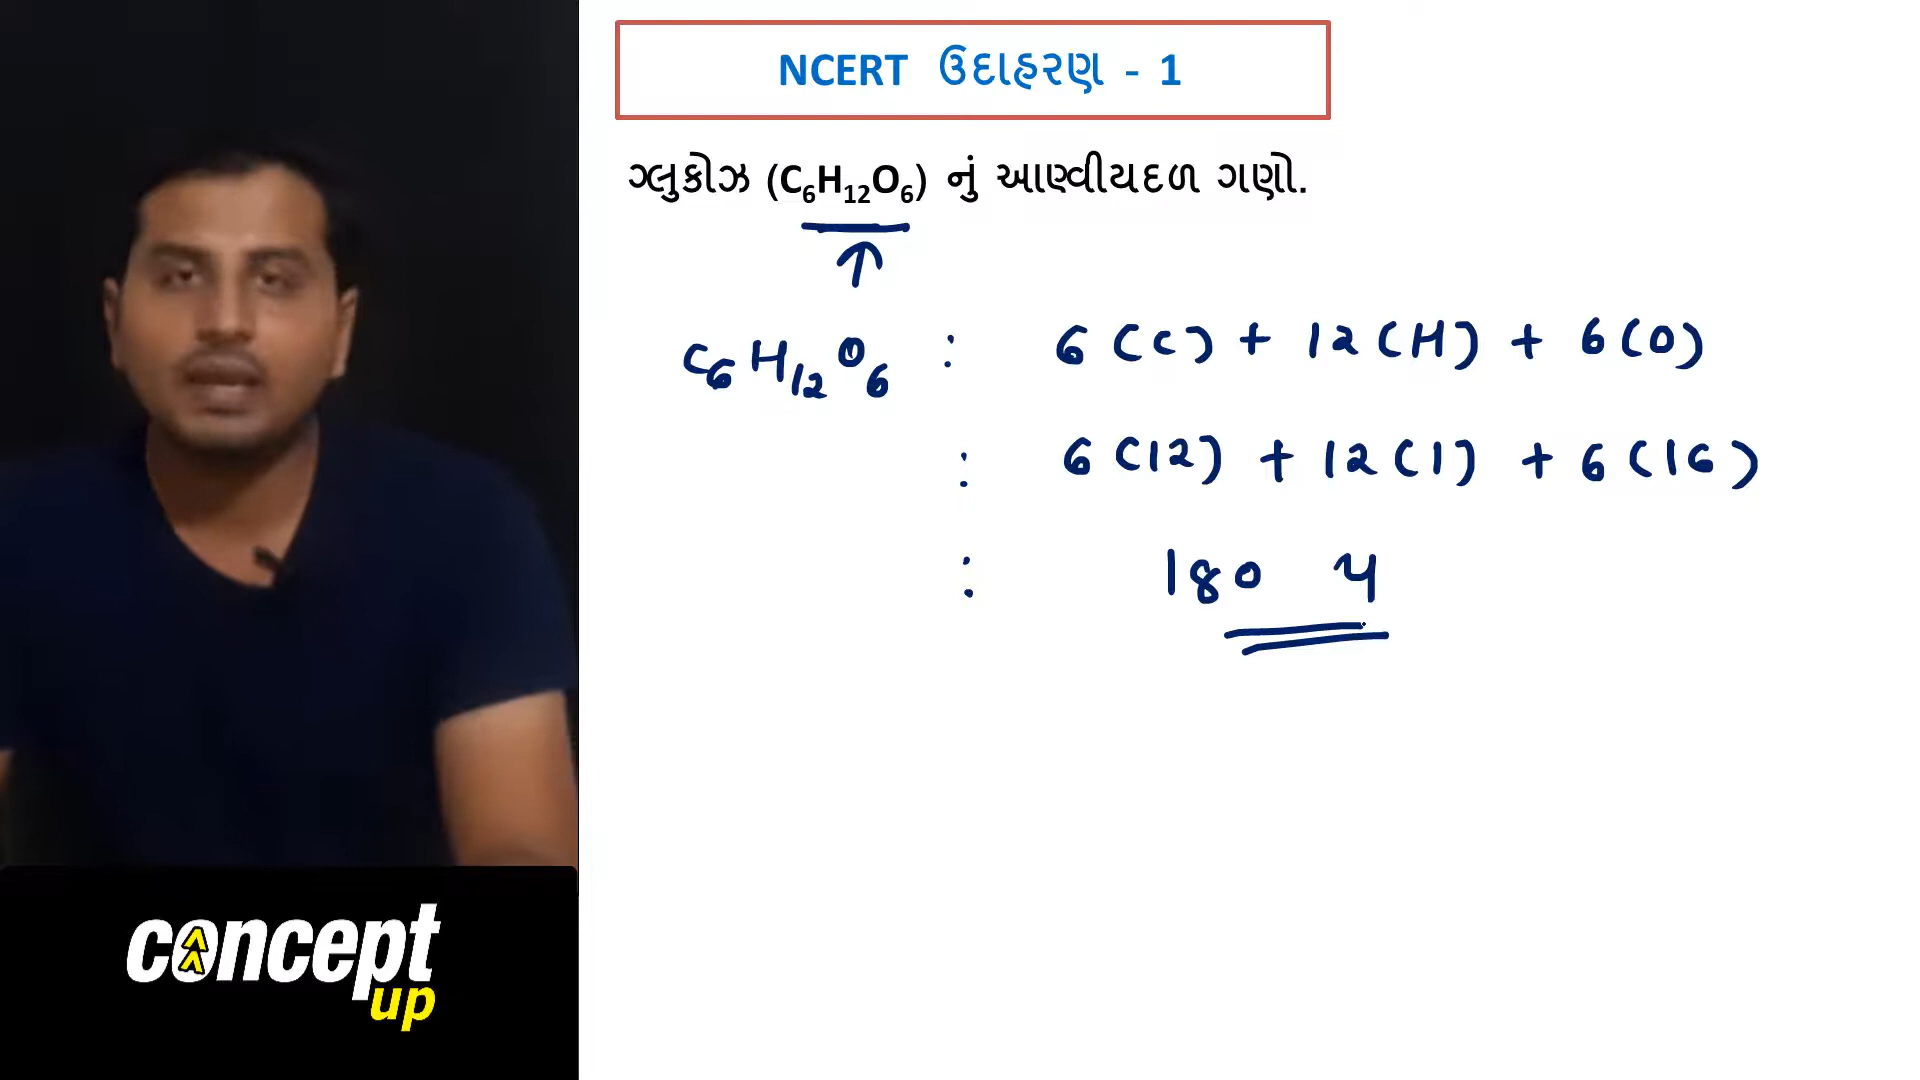 NCERT ઉદાહરણ - 1
ગ્લુકોઝ (C₆H₁₂O₆) નું આણ્વીયદળ ગણો.
C₆H₁₂O₆ : 6(C) + 12(H) + 6(O)
: 6(12) + 12(1) + 6(16)
: 180 u
concept
up